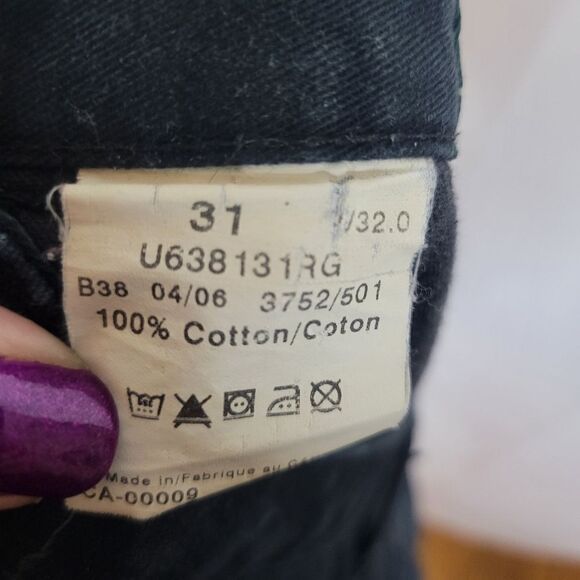 31 /32.0
U638131RG
B38 04/06 3752/501
100% Cotton/Coton
Made in/Fabrique au
CA-00009